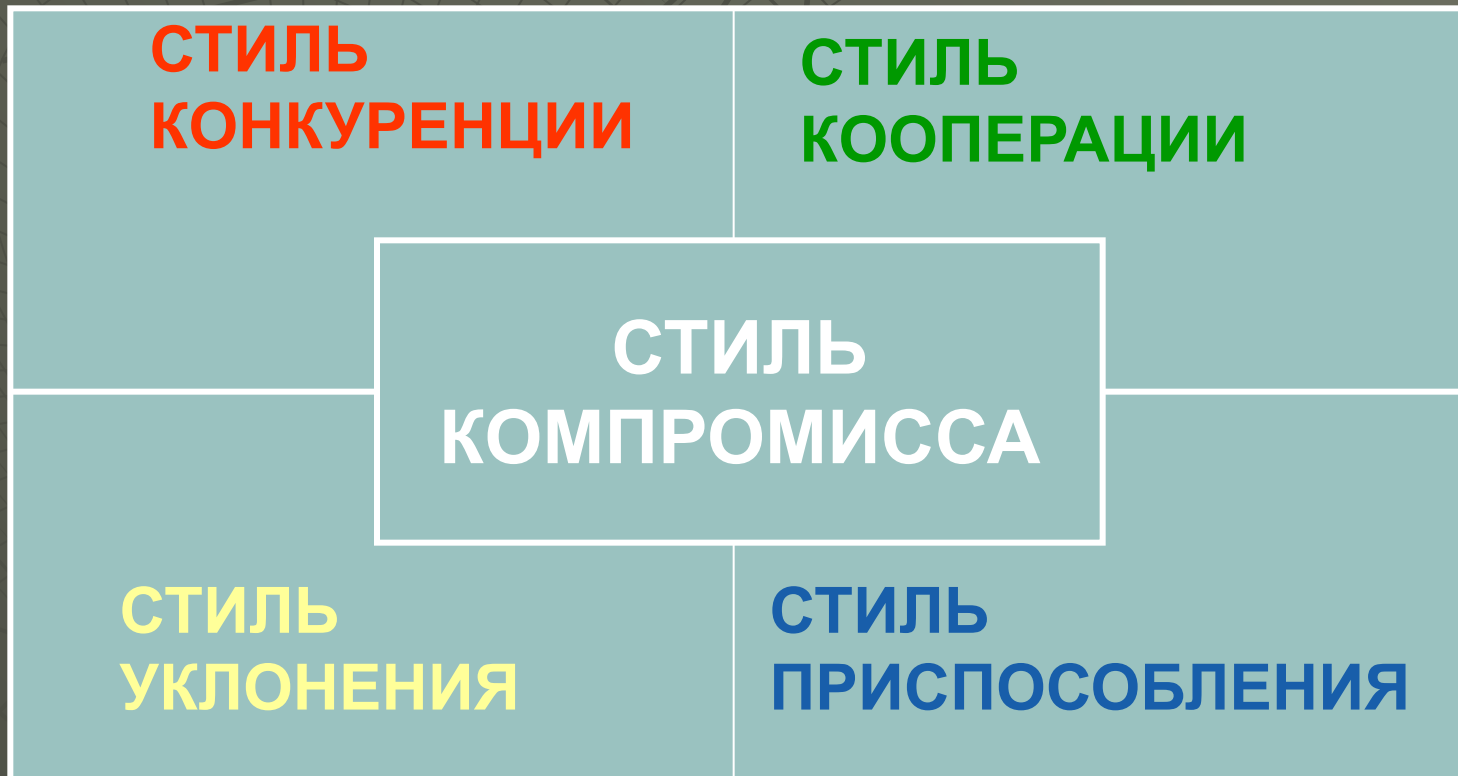 СТИЛЬ
КОНКУРЕНЦИИ
СТИЛЬ
КООПЕРАЦИИ
СТИЛЬ
КОМПРОМИССА
СТИЛЬ
УКЛОНЕНИЯ
СТИЛЬ
ПРИСПОСОБЛЕНИЯ